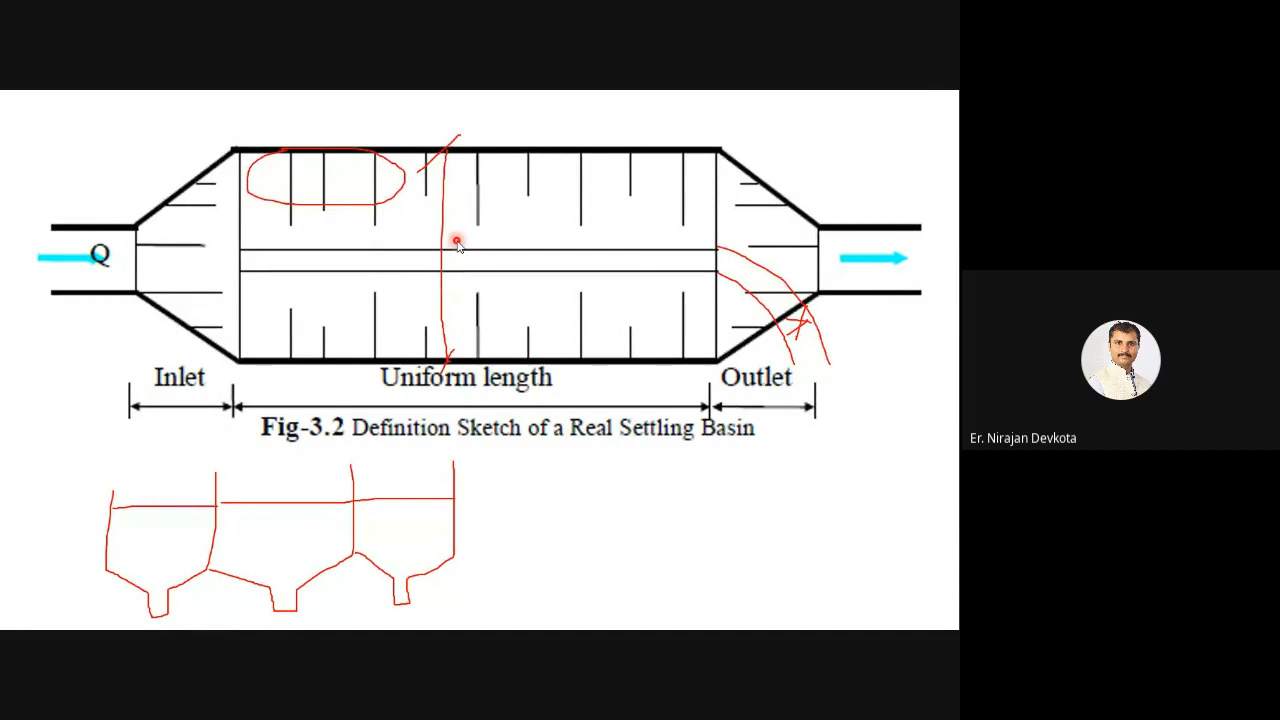 Q
Inlet
Uniform length
Outlet
Fig-3.2 Definition Sketch of a Real Settling Basin
Er. Nirajan Devkota